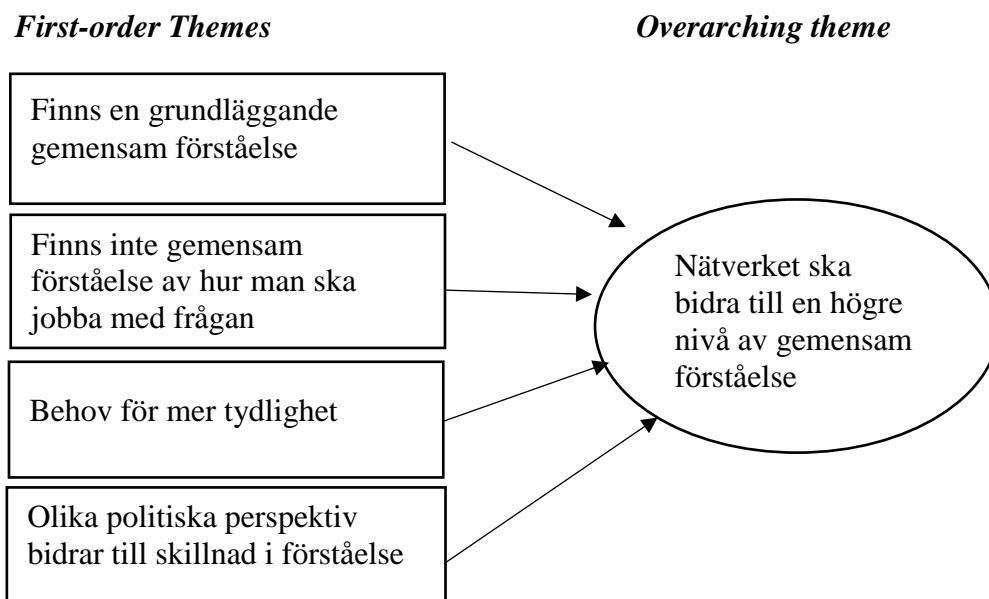 First-order Themes
Overarching theme
Finns en grundläggande
gemensam förståelse
Finns inte gemensam
förståelse av hur man ska
jobba med frågan
Behov för mer tydlighet
Olika politiska perspektiv
bidrar till skillnad i förståelse
Nätverket ska
bidra till en högre
nivå av gemensam
förståelse